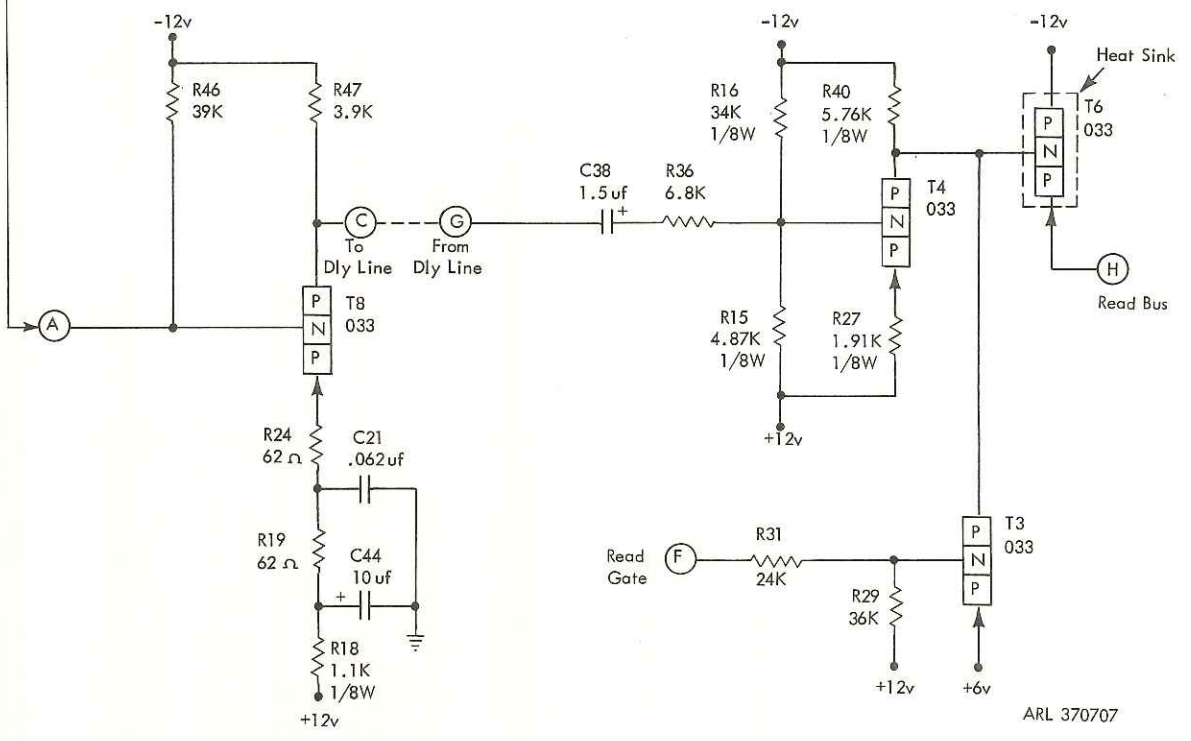 -12v
R46
39K
R47
3.9K
C
To
Dly Line
G
From
Dly Line
A
P
N
P
T8
033
R24
62 Ω
C21
.062uf
R19
62 Ω
C44
10 uf
+
R18
1.1K
1/8W
+12v
C38
1.5 uf
+
R36
6.8K
-12v
R16
34K
1/8W
R40
5.76K
1/8W
P
N
P
T4
033
R15
4.87K
1/8W
R27
1.91K
1/8W
+12v
-12v
Heat Sink
P
N
P
T6
033
H
Read Bus
Read
Gate
F
R31
24K
R29
36K
+12v
P
N
P
T3
033
+6v
ARL 370707